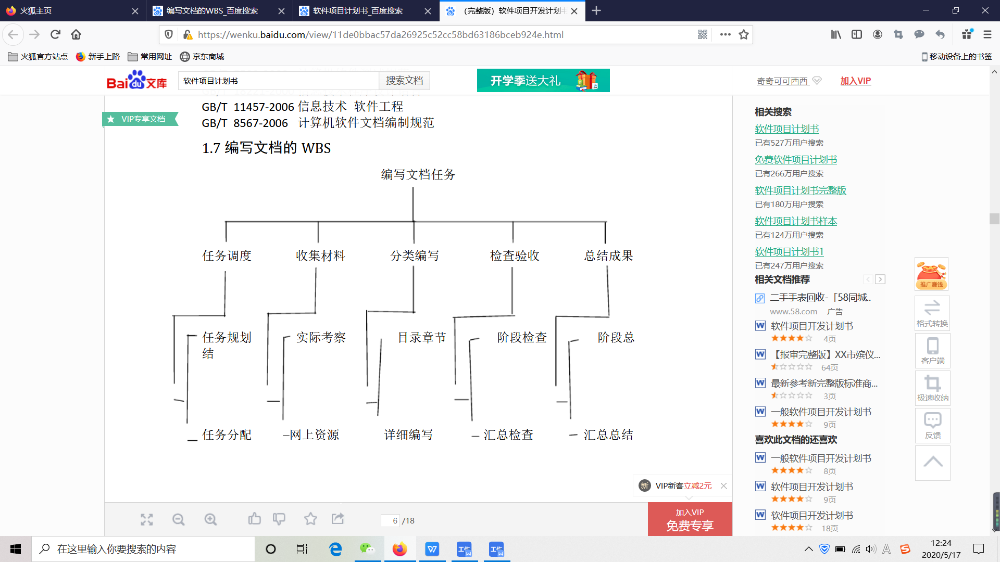 火狐主页
编写文档的WBS_百度搜索
软件项目计划书_百度搜索
（完整版）软件项目开发计划书
https://wenku.baidu.com/view/11de0bbac57da26925c52cc58bd63186bceb924e.html
火狐官方站点
新手上路
常用网址
京东商城
移动设备上的书签
Bai du 文库
软件项目计划书
搜索文档
开学季送大礼
奇奇可可西西
加入VIP
VIP专享文档
GB/T 11457-2006 信息技术 软件工程
GB/T 8567-2006 计算机软件文档编制规范
1.7 编写文档的 WBS
编写文档任务
任务调度 收集材料 分类编写 检查验收 总结成果
任务规划 实际考察 目录章节 阶段检查 阶段总
结
任务分配 网上资源 详细编写 汇总检查 汇总总结
相关搜索
软件项目计划书
已有527万用户搜索
免费软件项目计划书
已有266万用户搜索
软件项目计划书完整版
已有180万用户搜索
软件项目计划书样本
已有124万用户搜索
软件项目计划书1
已有247万用户搜索
相关文档推荐
二手手表回收-「58同城..
www.58.com 广告
软件项目开发计划书
4页
【报审完整版】XX市殡仪...
64页
最新参考新完整版标准商...
3页
一般软件项目开发计划书
9页
喜欢此文档的还喜欢
一般软件项目开发计划书
8页
软件项目开发计划书
9页
软件项目开发计划书
18页
推广赚钱
格式转换
客户端
极速收纳
反馈
新 VIP新客立减2元
加入VIP
免费专享
6 /18
在这里输入你要搜索的内容
12:24
2020/5/17